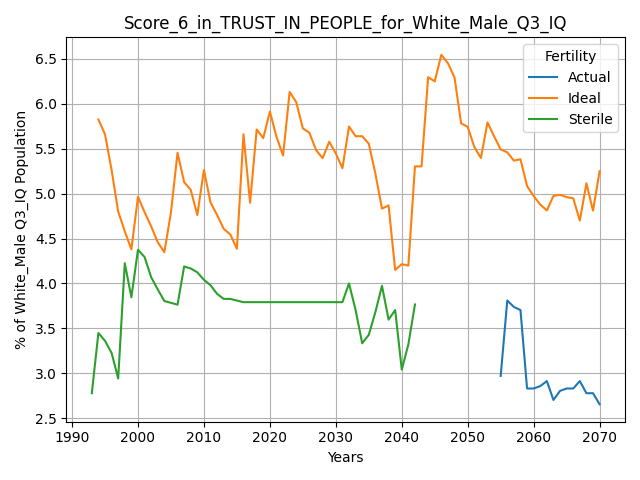 Score_6_in_TRUST_IN_PEOPLE_for_White_Male_Q3_IQ
% of White_Male Q3_IQ Population
6.5
6.0
5.5
5.0
4.5
4.0
3.5
3.0
2.5
Fertility
Actual
Ideal
Sterile
1990 2000 2010 2020 2030 2040 2050 2060 2070
Years